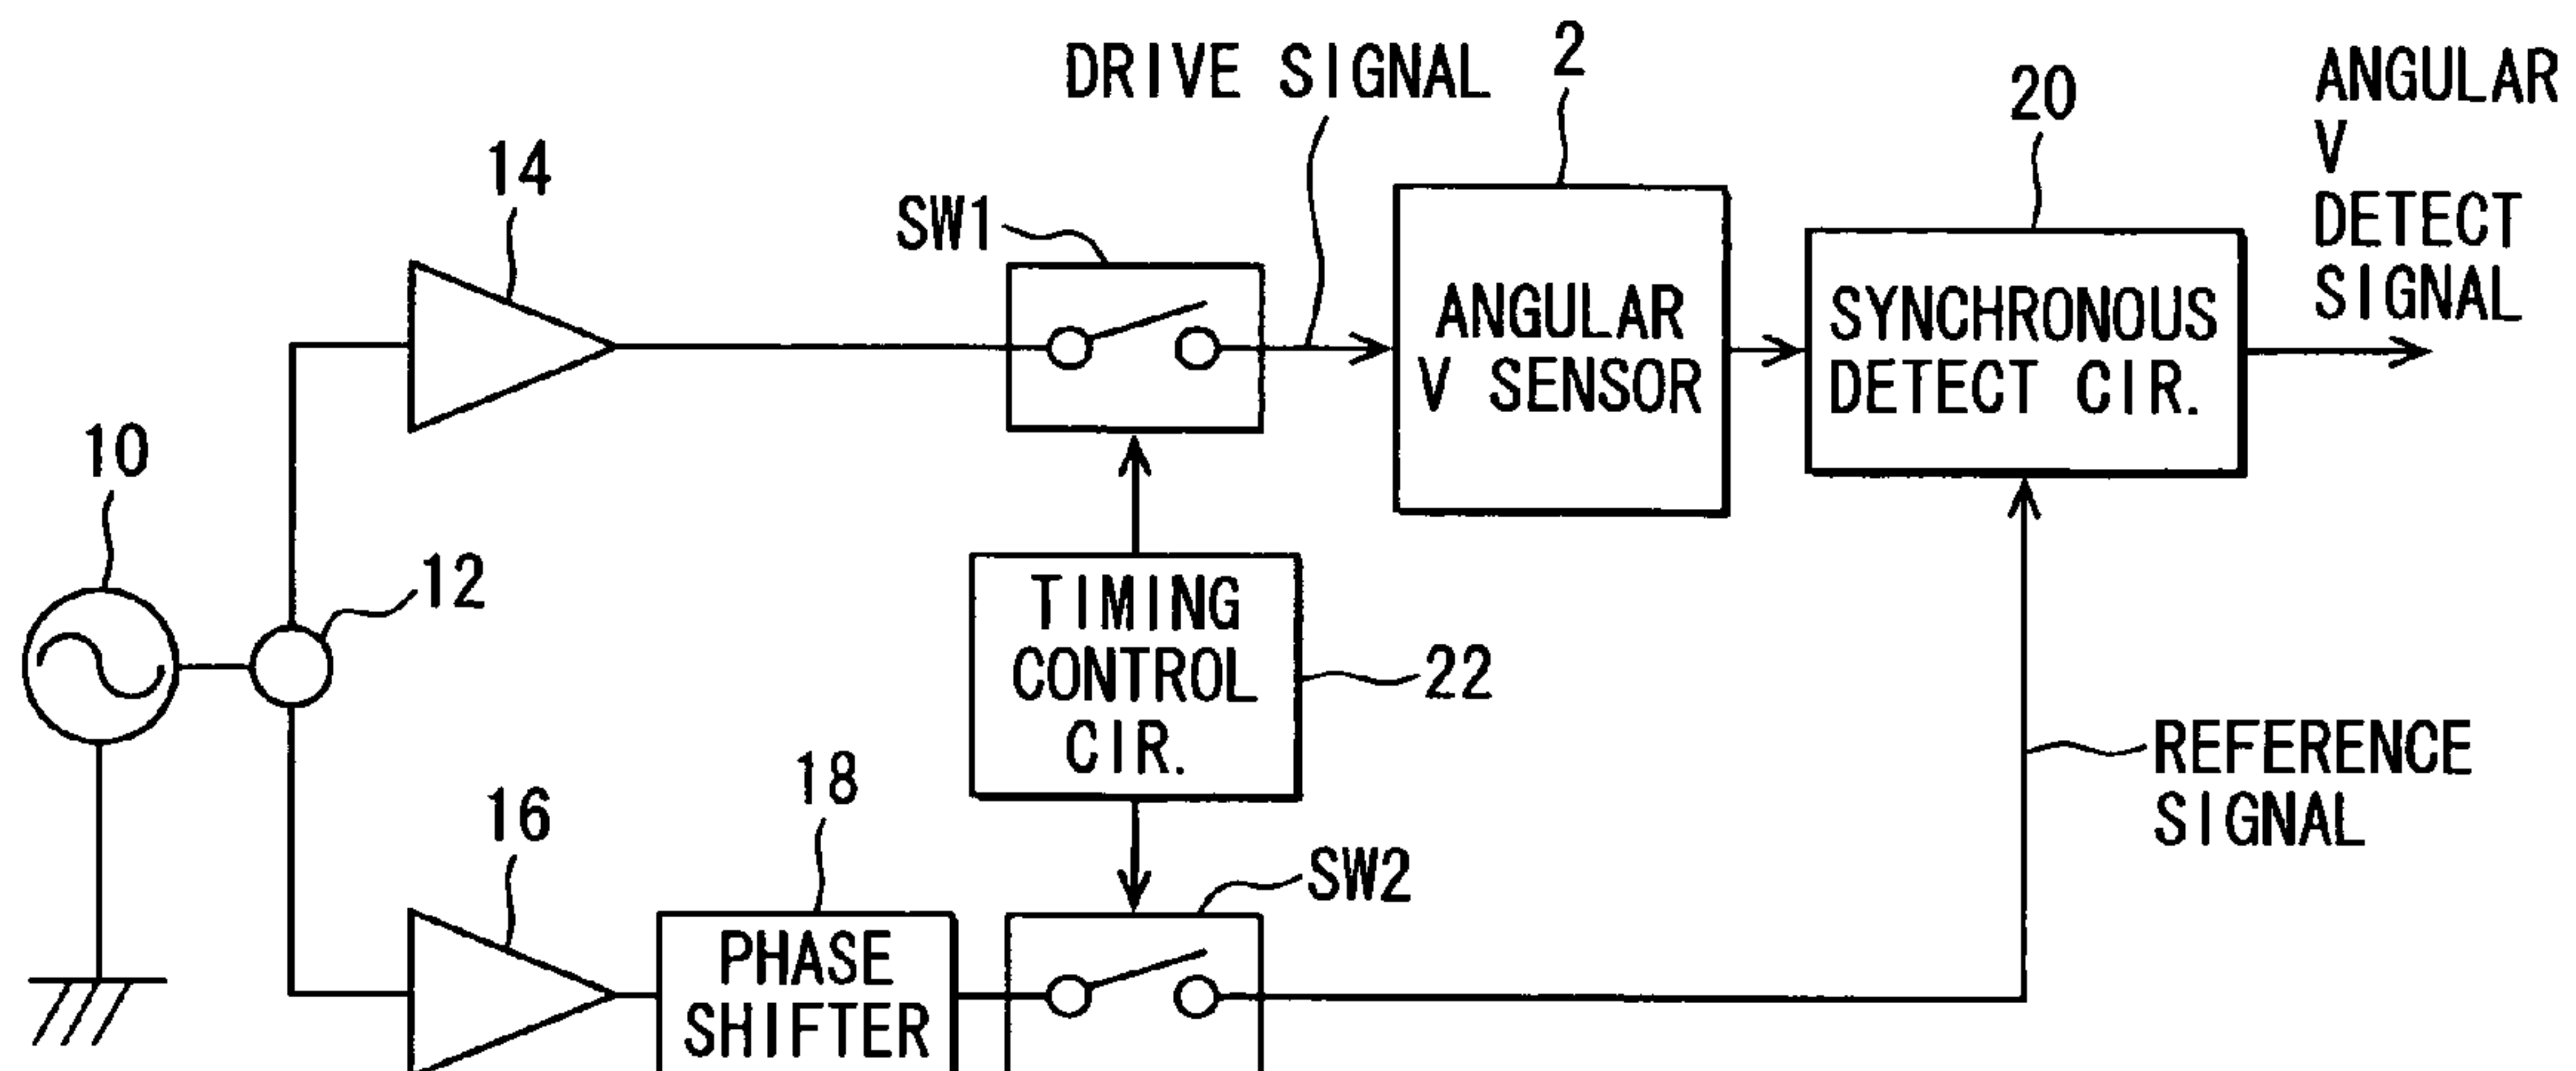 DRIVE SIGNAL
2
20
ANGULAR
V
DETECT
SIGNAL
14
SW1
ANGULAR
V SENSOR
SYNCHRONOUS
DETECT CIR.
10
12
TIMING
CONTROL
CIR.
22
REFERENCE
SIGNAL
16
18
SW2
PHASE
SHIFTER